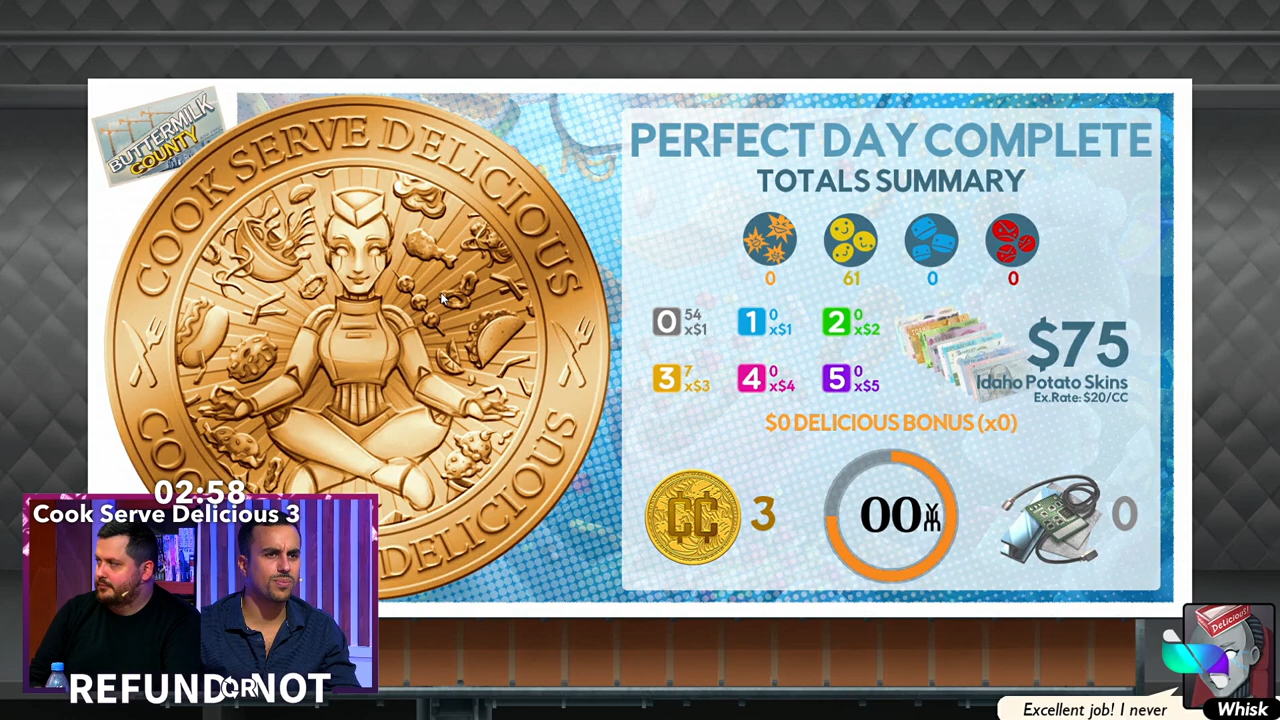 BUTTERMILK
COUNTY
COOK SERVE DELICIOUS
COO
DELICIOUS
PERFECT DAY COMPLETE
TOTALS SUMMARY
0 61 0 0
0 54 x$1 1 0 x$1 2 0 x$2
3 7 x$3 4 0 x$4 5 0 x$5
$75
Idaho Potato Skins
Ex.Rate: $20/CC
$0 DELICIOUS BONUS (x0)
CC 3 00 0
02:58
Cook Serve Delicious 3
REFUND OR NOT
DELICIOUS!
Excellent job! I never
Whisk